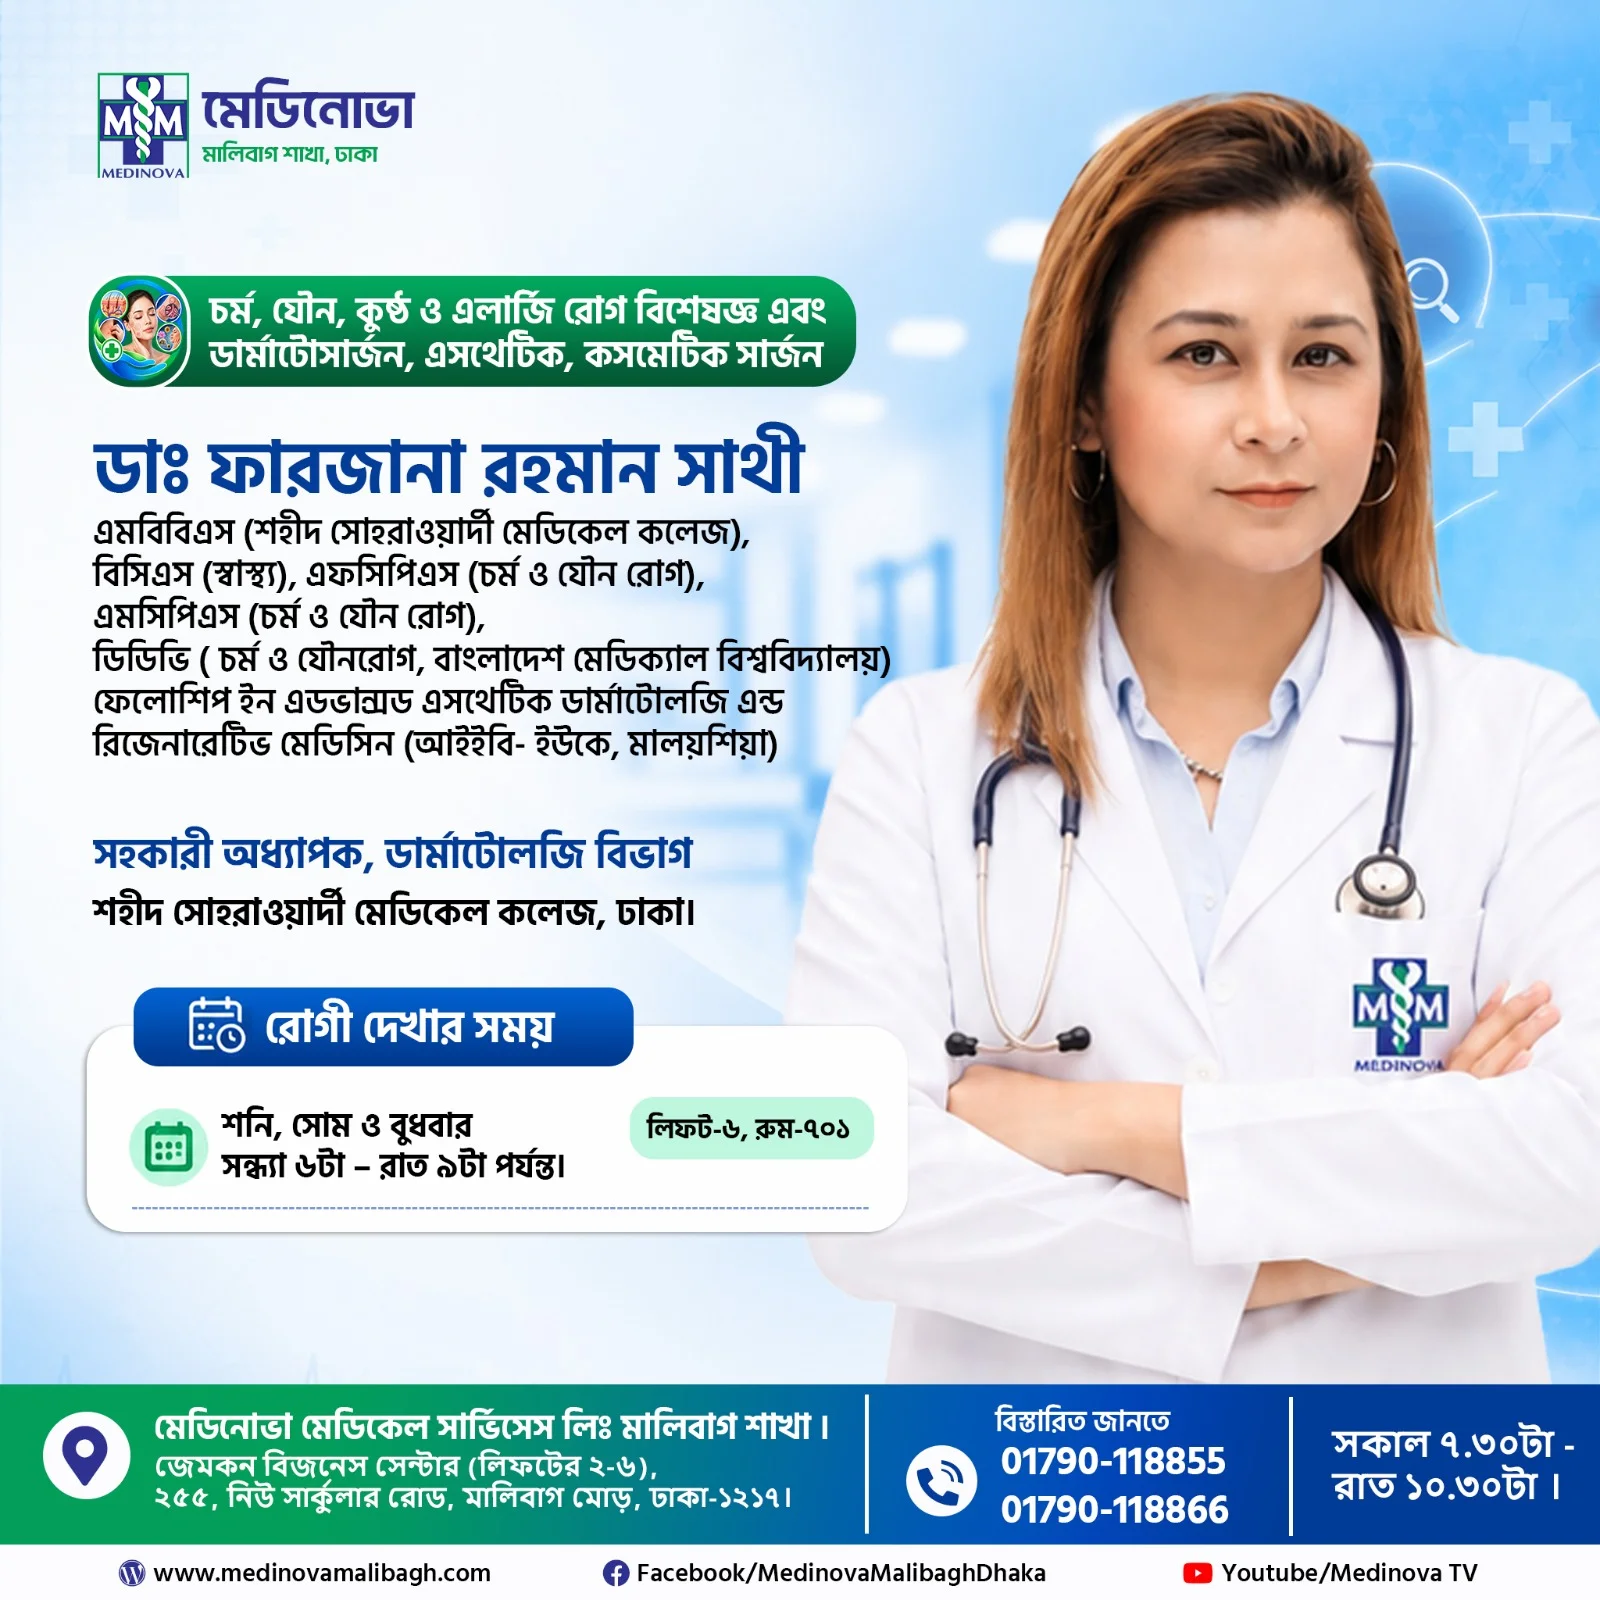 MM
MEDINOVA
মেডিনোভা
মালিবাগ শাখা, ঢাকা
চর্ম, যৌন, কুষ্ঠ ও এলার্জি রোগ বিশেষজ্ঞ এবং
ডার্মাটোসার্জন, এসথেটিক, কসমেটিক সার্জন
ডাঃ ফারজানা রহমান সাথী
এমবিবিএস (শহীদ সোহরাওয়ার্দী মেডিকেল কলেজ),
বিসিএস (স্বাস্থ্য), এফসিপিএস (চর্ম ও যৌন রোগ),
এমসিপিএস (চর্ম ও যৌন রোগ),
ডিডিভি ( চর্ম ও যৌনরোগ, বাংলাদেশ মেডিক্যাল বিশ্ববিদ্যালয়)
ফেলোশিপ ইন এডভান্সড এসথেটিক ডার্মাটোলজি এন্ড
রিজেনারেটিভ মেডিসিন (আইইবি- ইউকে, মালয়শিয়া)
সহকারী অধ্যাপক, ডার্মাটোলজি বিভাগ
শহীদ সোহরাওয়ার্দী মেডিকেল কলেজ, ঢাকা।
রোগী দেখার সময়
শনি, সোম ও বুধবার
সন্ধ্যা ৬টা – রাত ৯টা পর্যন্ত।
লিফট-৬, রুম-৭০১
MM
MEDINOVA
মেডিনোভা মেডিকেল সার্ভিসেস লিঃ মালিবাগ শাখা ।
জেমকন বিজনেস সেন্টার (লিফটের ২-৬),
২৫৫, নিউ সার্কুলার রোড, মালিবাগ মোড়, ঢাকা-১২১৭।
বিস্তারিত জানতে
01790-118855
01790-118866
সকাল ৭.৩০টা -
রাত ১০.৩০টা ।
www.medinovamalibagh.com
Facebook/MedinovaMalibaghDhaka
Youtube/Medinova TV